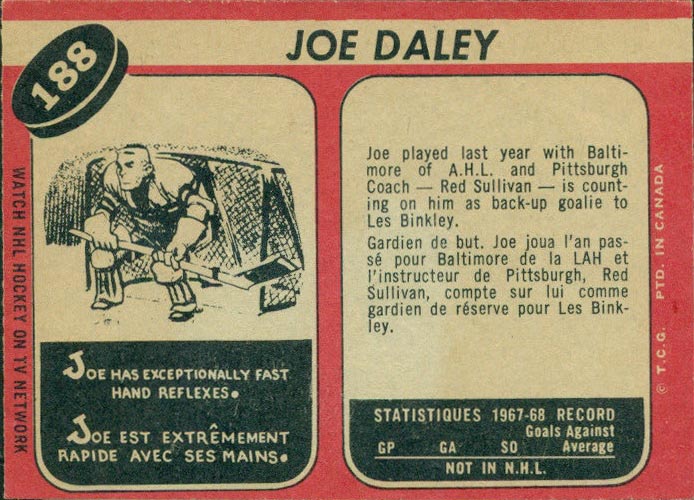 188
JOE DALEY
WATCH NHL HOCKEY ON TV NETWORK
JOE HAS EXCEPTIONALLY FAST
HAND REFLEXES.
JOE EST EXTRÊMEMENT
RAPIDE AVEC SES MAINS.
Joe played last year with Balti-
more of A.H.L. and Pittsburgh
Coach — Red Sullivan — is count-
ing on him as back-up goalie to
Les Binkley.
Gardien de but. Joe joua l'an pas-
sé pour Baltimore de la LAH et
l'instructeur de Pittsburgh, Red
Sullivan, compte sur lui comme
gardien de réserve pour Les Bink-
ley.
STATISTIQUES 1967-68 RECORD
Goals Against
GP GA SO Average
NOT IN N.H.L.
© T.C.G. PTD. IN CANADA